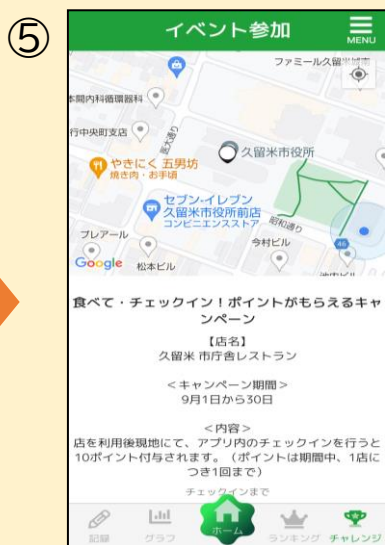 ⑤
イベント参加
MENU
ファミール久留米城南
本間内科循環器科
行中央町支店
医大通り
久留米市役所
やきにく 五男坊
焼き肉・お手頃
セブン-イレブン
久留米市役所前店
コンビニエンスストア
昭和通り
46
プレアール
今村ビル
Google
松本ビル
食べて・チェックイン！ポイントがもらえるキャ
ンペーン
【店名】
久留米 市庁舎レストラン
＜キャンペーン期間＞
9月1日から30日
＜内容＞
店を利用後現地にて、アプリ内のチェックインを行うと
10ポイント付与されます。（ポイントは期間中、1店に
つき1回まで）
チェックインまで
記録
グラフ
ホーム
ランキング
チャレンジ